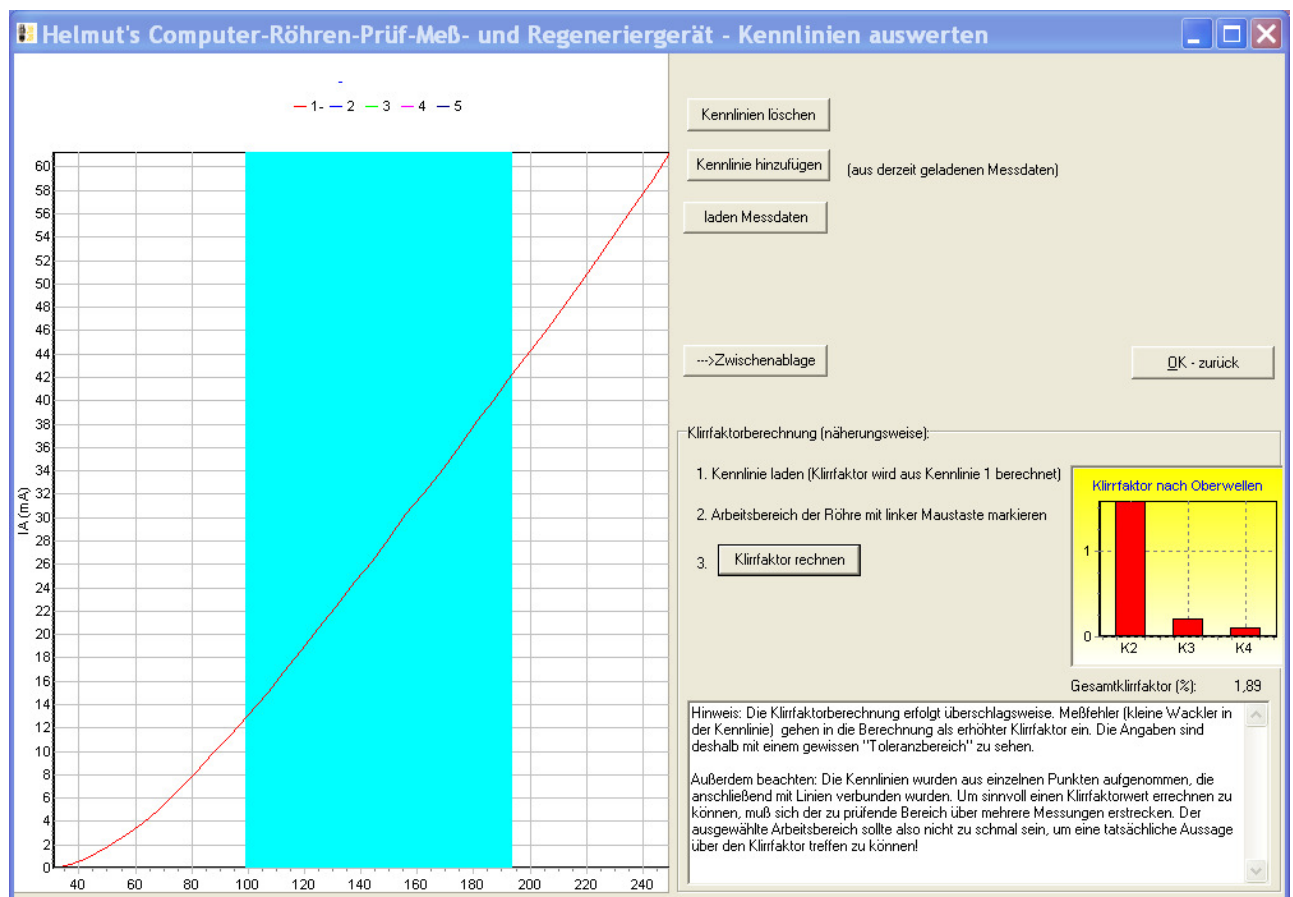 Helmut's Computer-Röhren-Prüf-Meß- und Regeneriergerät - Kennlinien auswerten
-
1- 2 3 4 5
IA (mA)
60
58
56
54
52
50
48
46
44
42
40
38
36
34
32
30
28
26
24
22
20
18
16
14
12
10
8
6
4
2
0
40 60 80 100 120 140 160 180 200 220 240
Kennlinien löschen
Kennlinie hinzufügen (aus derzeit geladenen Messdaten)
laden Messdaten
--->Zwischenablage
OK - zurück
Klirrfaktorberechnung (näherungsweise):
1. Kennlinie laden (Klirrfaktor wird aus Kennlinie 1 berechnet)
2. Arbeitsbereich der Röhre mit linker Maustaste markieren
3. Klirrfaktor rechnen
Klirrfaktor nach Oberwellen
1
0
K2 K3 K4
Gesamtklirrfaktor (%): 1,89
Hinweis: Die Klirrfaktorberechnung erfolgt überschlagsweise. Meßfehler (kleine Wackler in
der Kennlinie) gehen in die Berechnung als erhöhter Klirrfaktor ein. Die Angaben sind
deshalb mit einem gewissen "Toleranzbereich" zu sehen.
Außerdem beachten: Die Kennlinien wurden aus einzelnen Punkten aufgenommen, die
anschließend mit Linien verbunden wurden. Um sinnvoll einen Klirrfaktorwert errechnen zu
können, muß sich der zu prüfende Bereich über mehrere Messungen erstrecken. Der
ausgewählte Arbeitsbereich sollte also nicht zu schmal sein, um eine tatsächliche Aussage
über den Klirrfaktor treffen zu können!